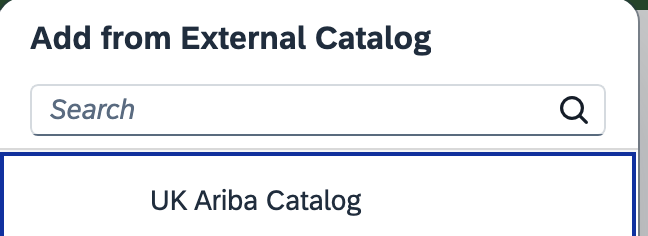 Add from External Catalog
Search
UK Ariba Catalog